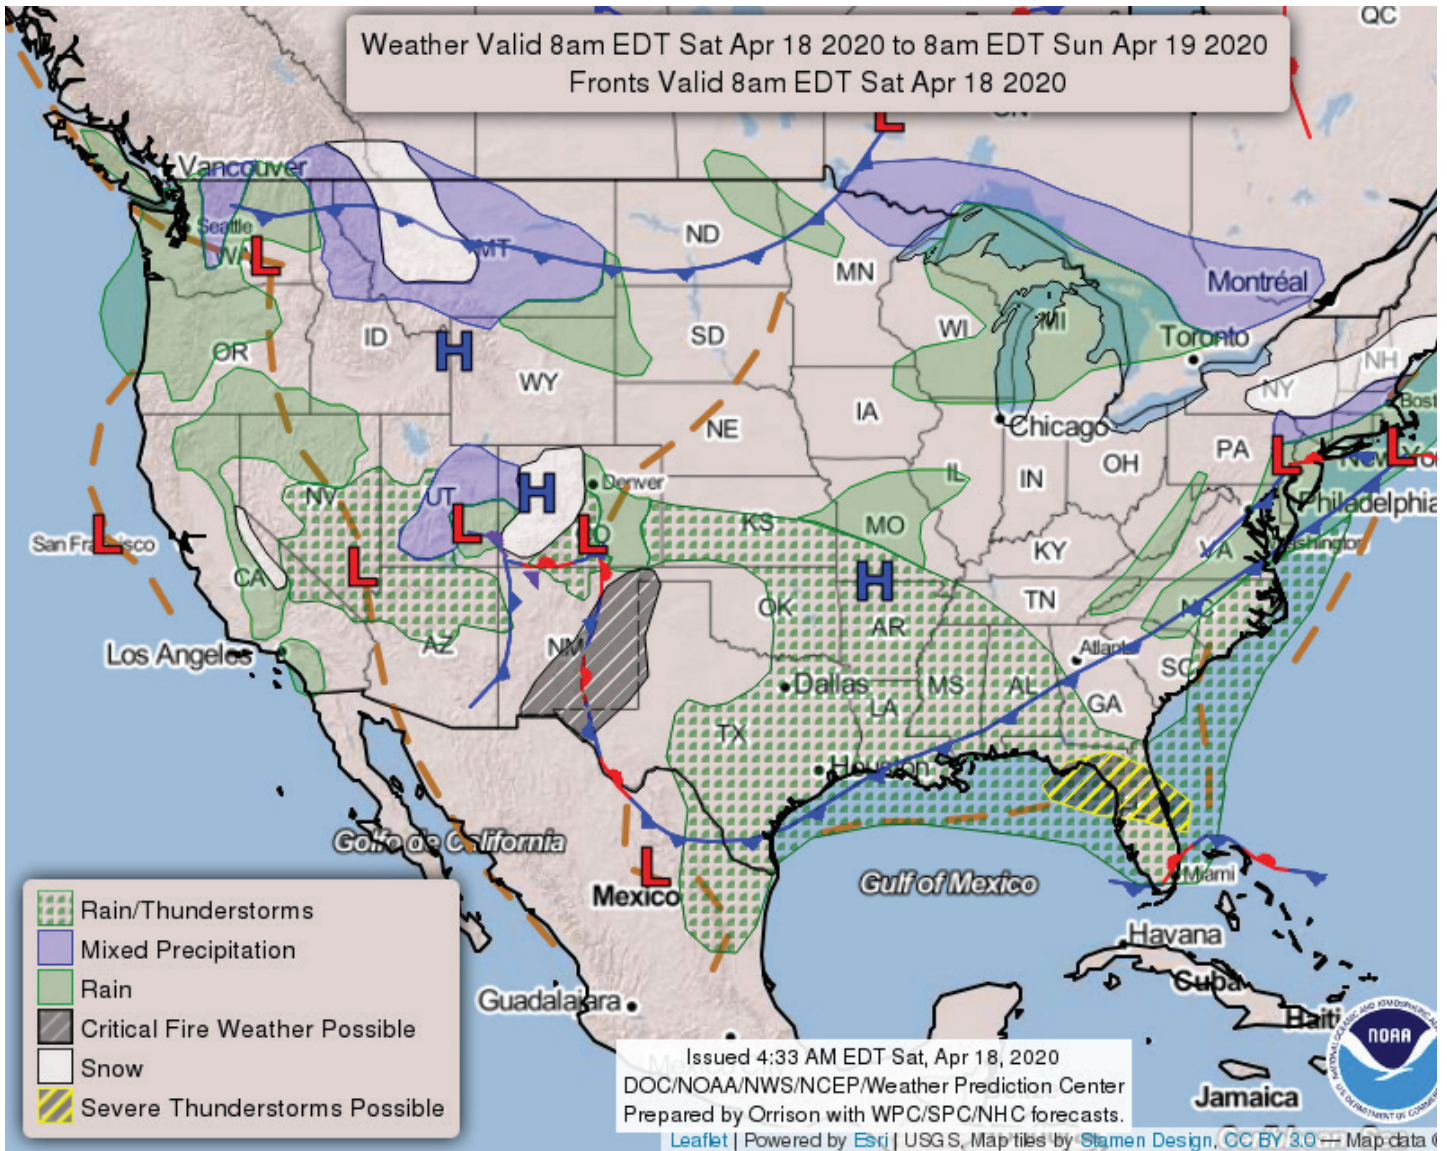 QC
Weather Valid 8am EDT Sat Apr 18 2020 to 8am EDT Sun Apr 19 2020
Fronts Valid 8am EDT Sat Apr 18 2020
L
Vancouver
Seattle
WA
L
MT
ND
MN
Montréal
OR
ID
H
WY
SD
WI
MI
Toronto
NH
NY
Bost
IA
NE
Chicago
PA
L
L
New Yo
OH
IN
IL
NV
UT
H
Denver
Philadelphia
San Francisco
L
L
L
KS
MO
CA
L
KY
VA
Washington
H
OK
TN
NC
AR
Los Angeles
AZ
NM
Atlanta
SC
Dallas
MS
AL
GA
LA
TX
Houston
Golfo de California
L
Mexico
Gulf of Mexico
Miami
Rain/Thunderstorms
Mixed Precipitation
Rain
Critical Fire Weather Possible
Snow
Severe Thunderstorms Possible
Havana
Cuba
Guadalajara
Haiti
NOAA
Issued 4:33 AM EDT Sat, Apr 18, 2020
DOC/NOAA/NWS/NCEP/Weather Prediction Center
Prepared by Orrison with WPC/SPC/NHC forecasts.
Jamaica
Leaflet | Powered by Esri | USGS, Map tiles by Stamen Design, CC BY 3.0 — Map data ©